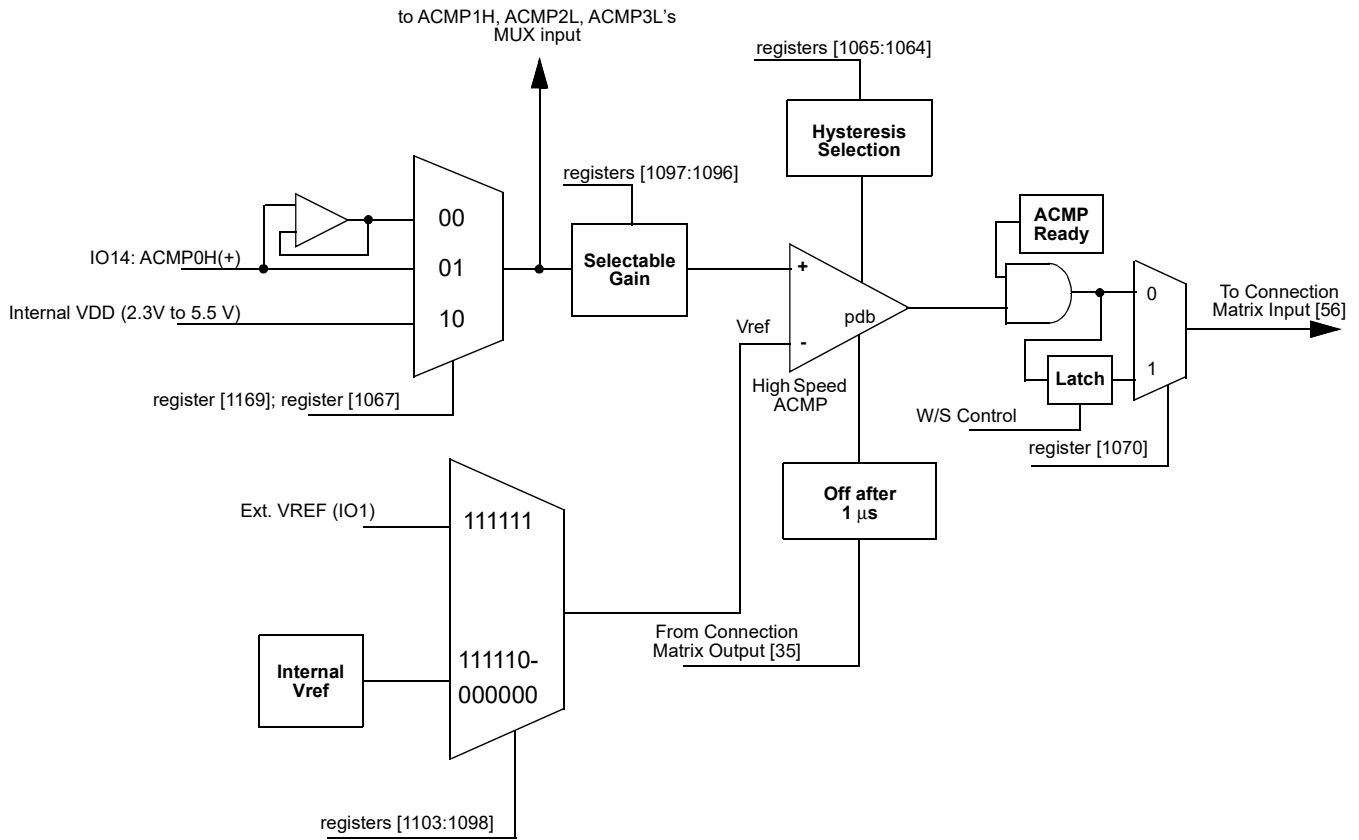 to ACMP1H, ACMP2L, ACMP3L's
MUX input
registers [1065:1064]
Hysteresis
Selection
registers [1097:1096]
00
01
10
IO14: ACMP0H(+)
Internal VDD (2.3V to 5.5 V)
Selectable
Gain
ACMP
Ready
+
-
pdb
Vref
High Speed
ACMP
0
1
To Connection
Matrix Input [56]
Latch
W/S Control
register [1070]
register [1169]; register [1067]
Off after
1 μs
Ext. VREF (IO1)
111111
111110-
000000
Internal
Vref
From Connection
Matrix Output [35]
registers [1103:1098]